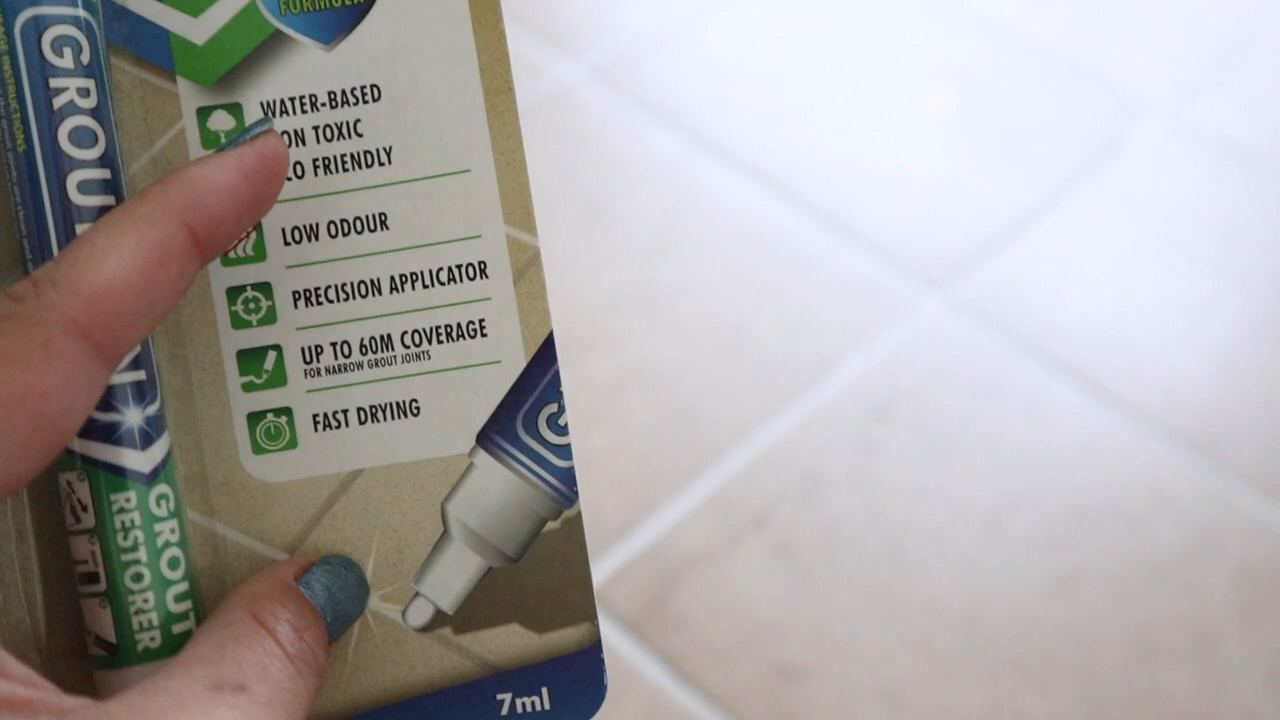 FORMULA
WATER-BASED
ON TOXIC
CO FRIENDLY
LOW ODOUR
PRECISION APPLICATOR
UP TO 60M COVERAGE
FOR NARROW GROUT JOINTS
FAST DRYING
GROU
N
GROUT
RESTORER
G
7ml